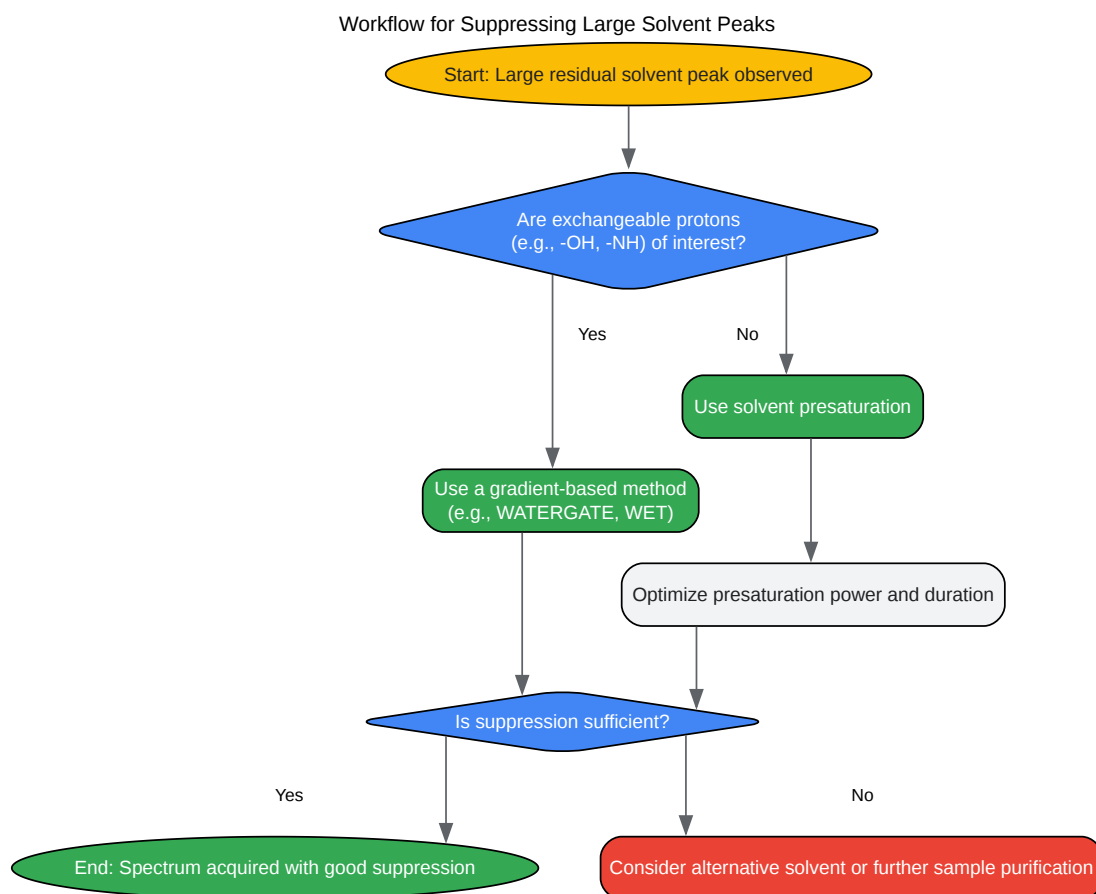 Workflow for Suppressing Large Solvent Peaks
Start: Large residual solvent peak observed
Are exchangeable protons
(e.g., -OH, -NH) of interest?
Yes
No
Use solvent presaturation
Use a gradient-based method
(e.g., WATERGATE, WET)
Optimize presaturation power and duration
Is suppression sufficient?
Yes
No
End: Spectrum acquired with good suppression
Consider alternative solvent or further sample purification